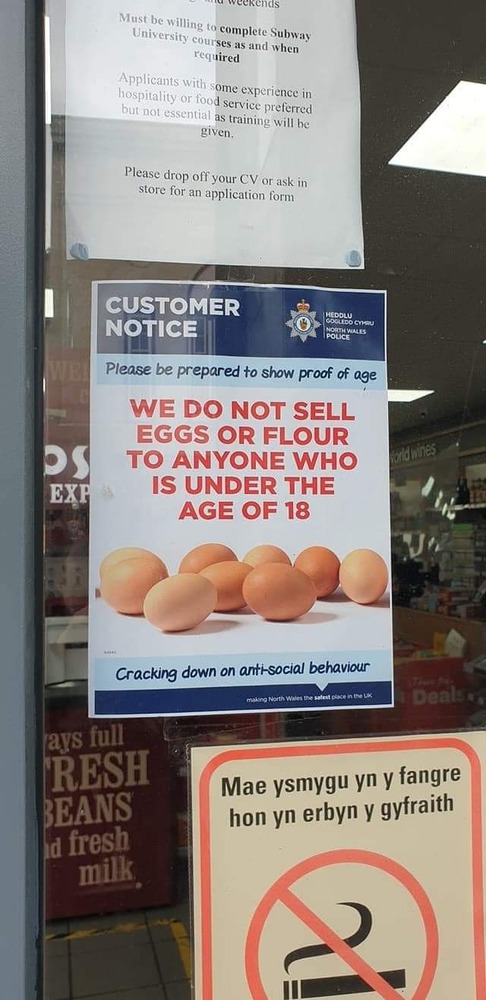 weekends
Must be willing to complete Subway
University courses as and when
required
Applicants with some experience in
hospitality or food service preferred
but not essential as training will be
given.
Please drop off your CV or ask in
store for an application form
CUSTOMER
NOTICE
HEDDLU
GOGLEDD CYMRU
NORTH WALES
POLICE
Please be prepared to show proof of age
WE DO NOT SELL
EGGS OR FLOUR
TO ANYONE WHO
IS UNDER THE
AGE OF 18
Cracking down on anti-social behaviour
making North Wales the safest place in the UK
EXP
world wines
Deals
ays full
FRESH
BEANS
d fresh
milk.
Mae ysmygu yn y fangre
hon yn erbyn y gyfraith